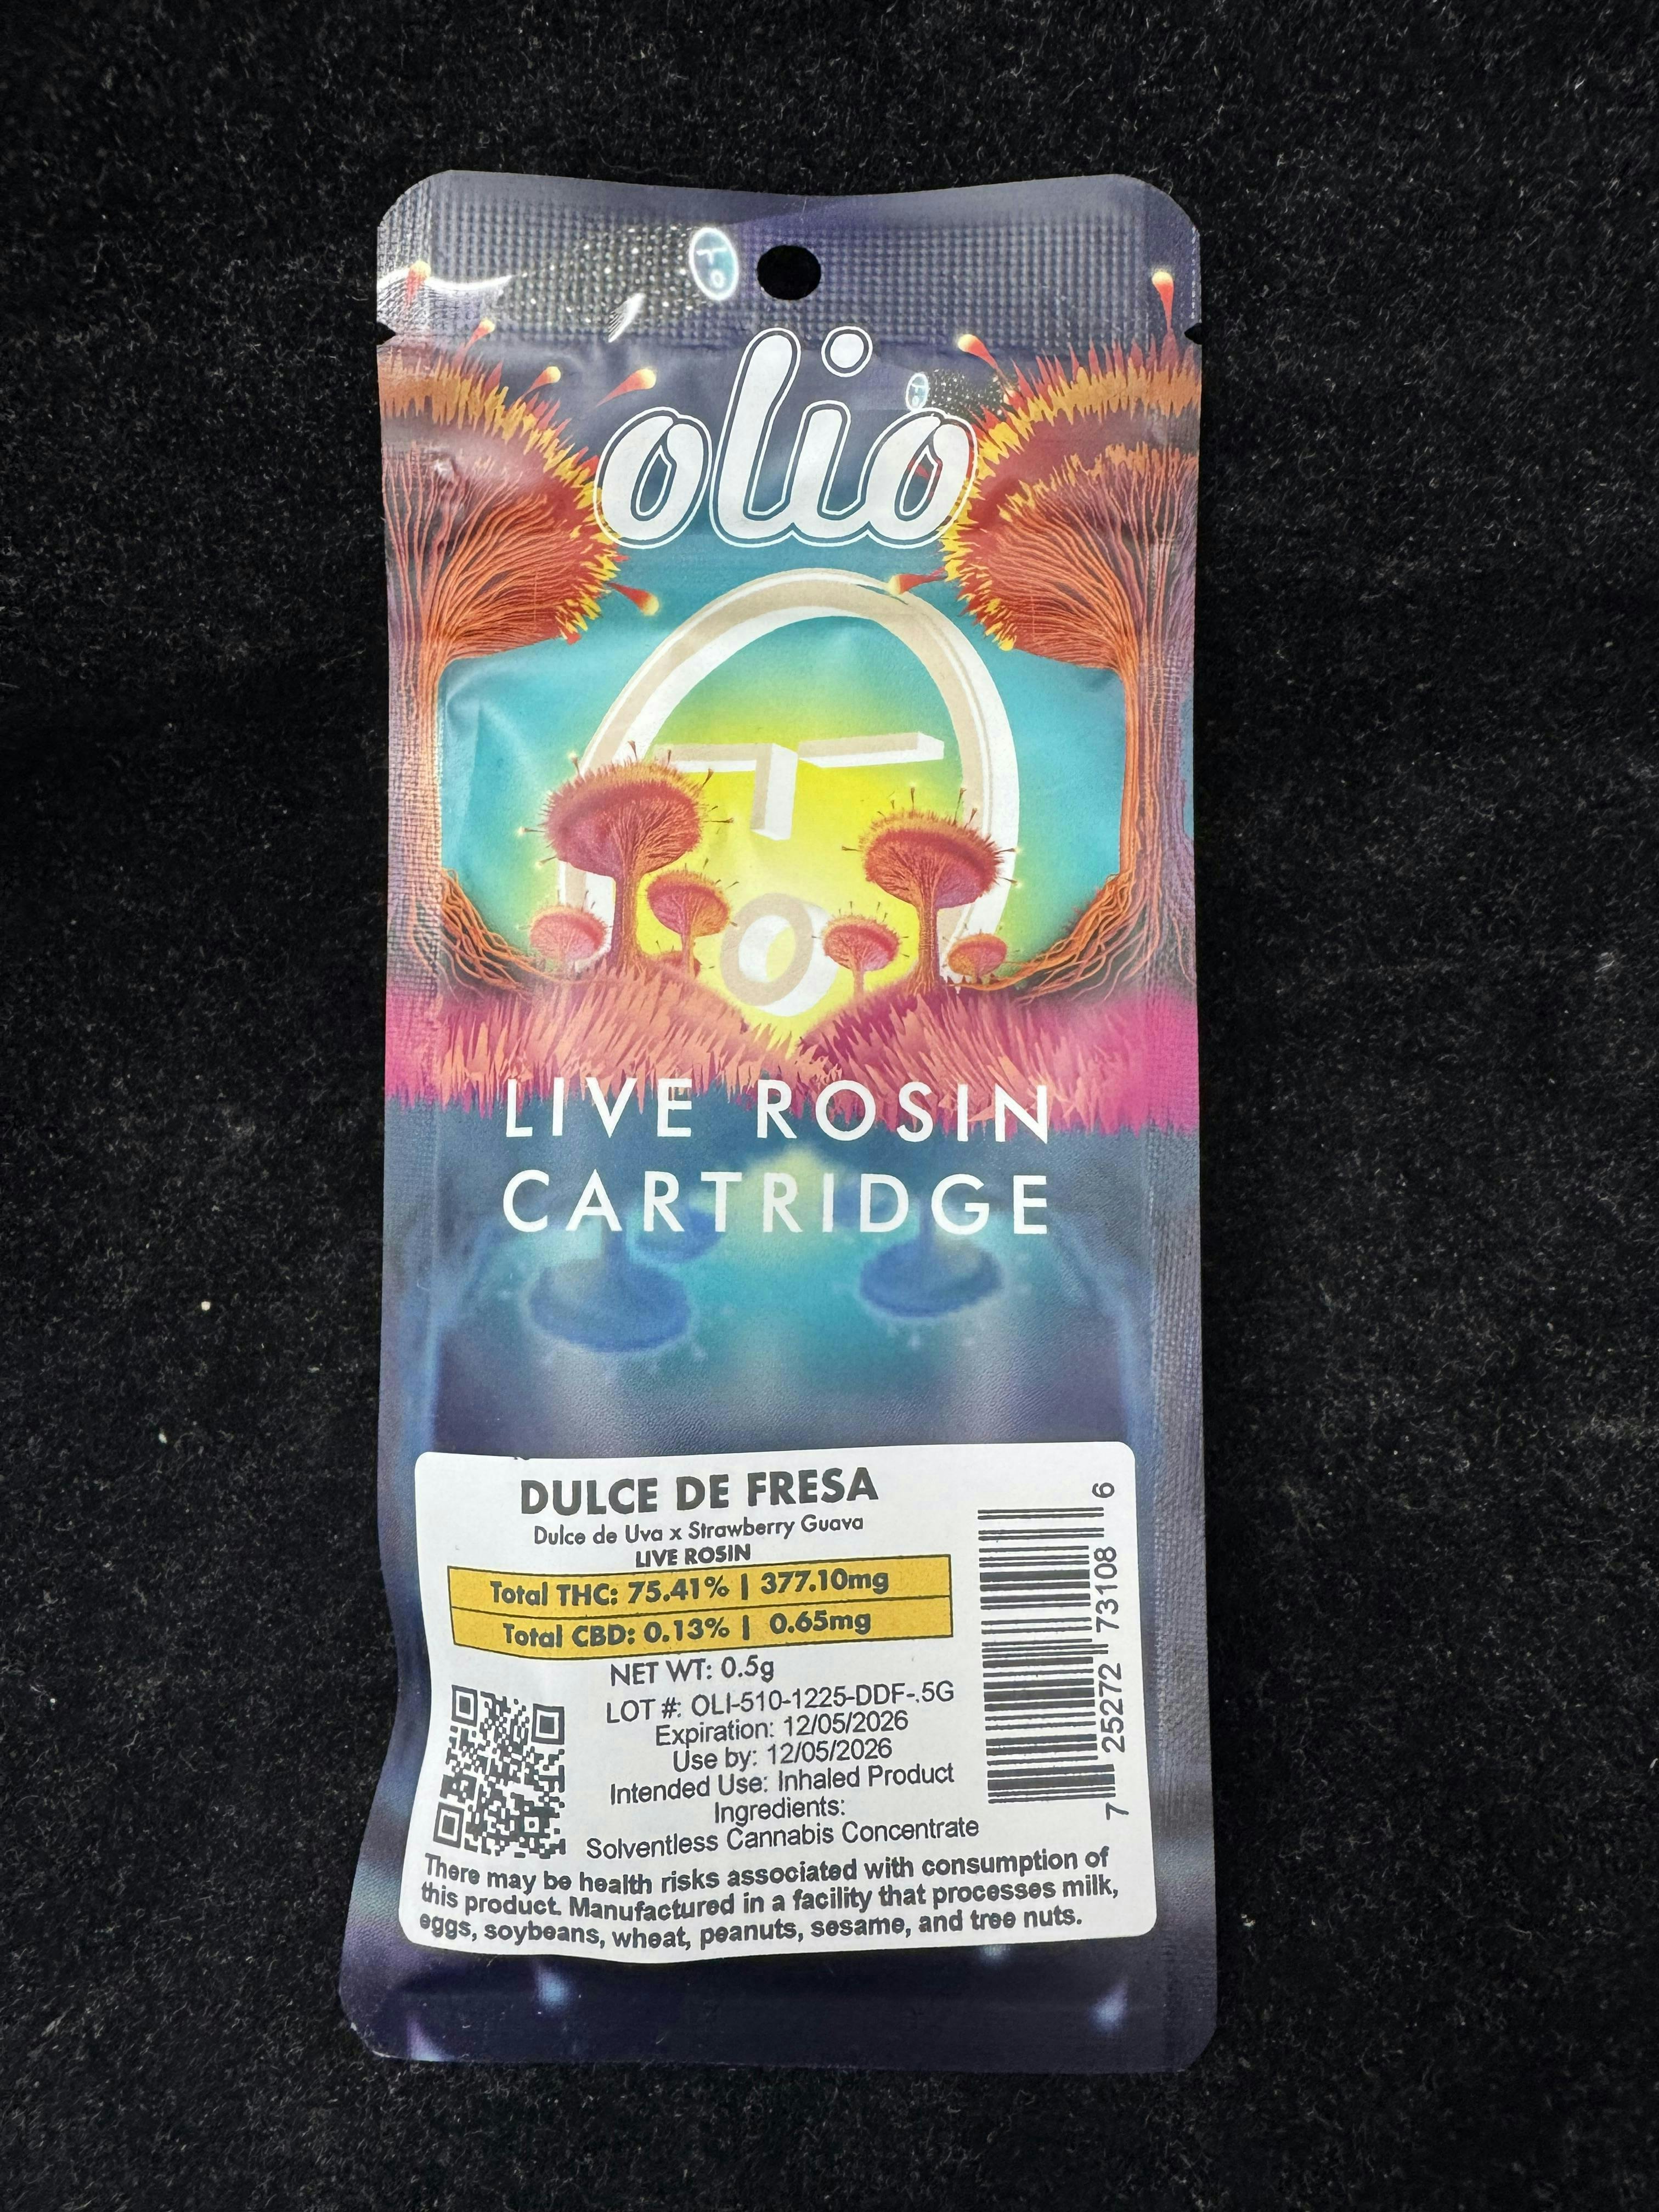 olio
LIVE ROSIN
CARTRIDGE
DULCE DE FRESA
Dulce de Uva x Strawberry Guava
LIVE ROSIN
Total THC: 75.41% | 377.10mg
Total CBD: 0.13% | 0.65mg
NET WT: 0.5g
LOT #: OLI-510-1225-DDF-.5G
Expiration: 12/05/2026
Use by: 12/05/2026
Intended Use: Inhaled Product
Ingredients:
Solventless Cannabis Concentrate
There may be health risks associated with consumption of
this product. Manufactured in a facility that processes milk,
eggs, soybeans, wheat, peanuts, sesame, and tree nuts.
7 25272 73108 6